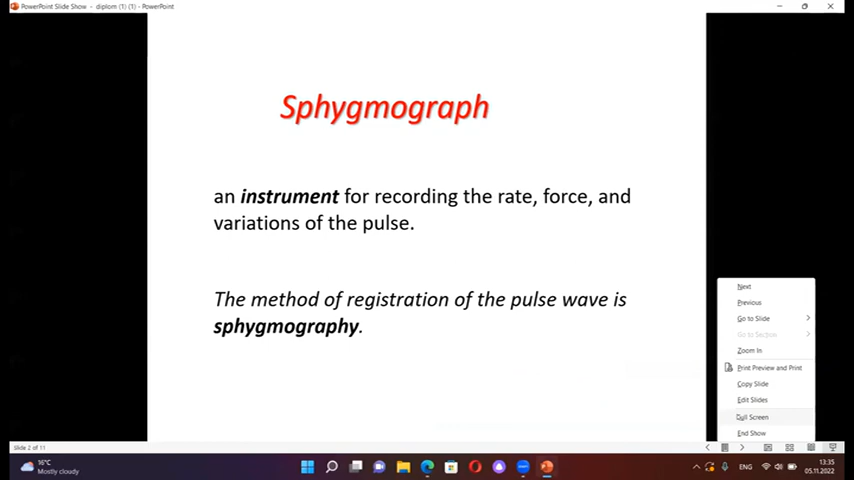 PowerPoint Slide Show - diplom (1) (1) - PowerPoint
Sphygmograph
an instrument for recording the rate, force, and
variations of the pulse.
The method of registration of the pulse wave is
sphygmography.
Next
Previous
Go to Slide
Go to Section
Zoom In
Print Preview and Print
Copy Slide
Edit Slides
Full Screen
End Show
Slide 2 of 11
16°C
Mostly cloudy
ENG
13:35
05.11.2022